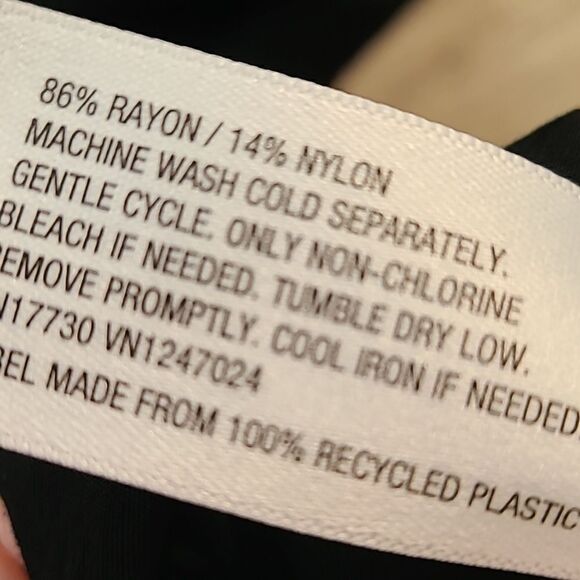 86% RAYON / 14% NYLON
MACHINE WASH COLD SEPARATELY.
GENTLE CYCLE. ONLY NON-CHLORINE
BLEACH IF NEEDED. TUMBLE DRY LOW.
EMOVE PROMPTLY. COOL IRON IF NEEDED.
17730 VN1247024
BEL MADE FROM 100% RECYCLED PLASTIC